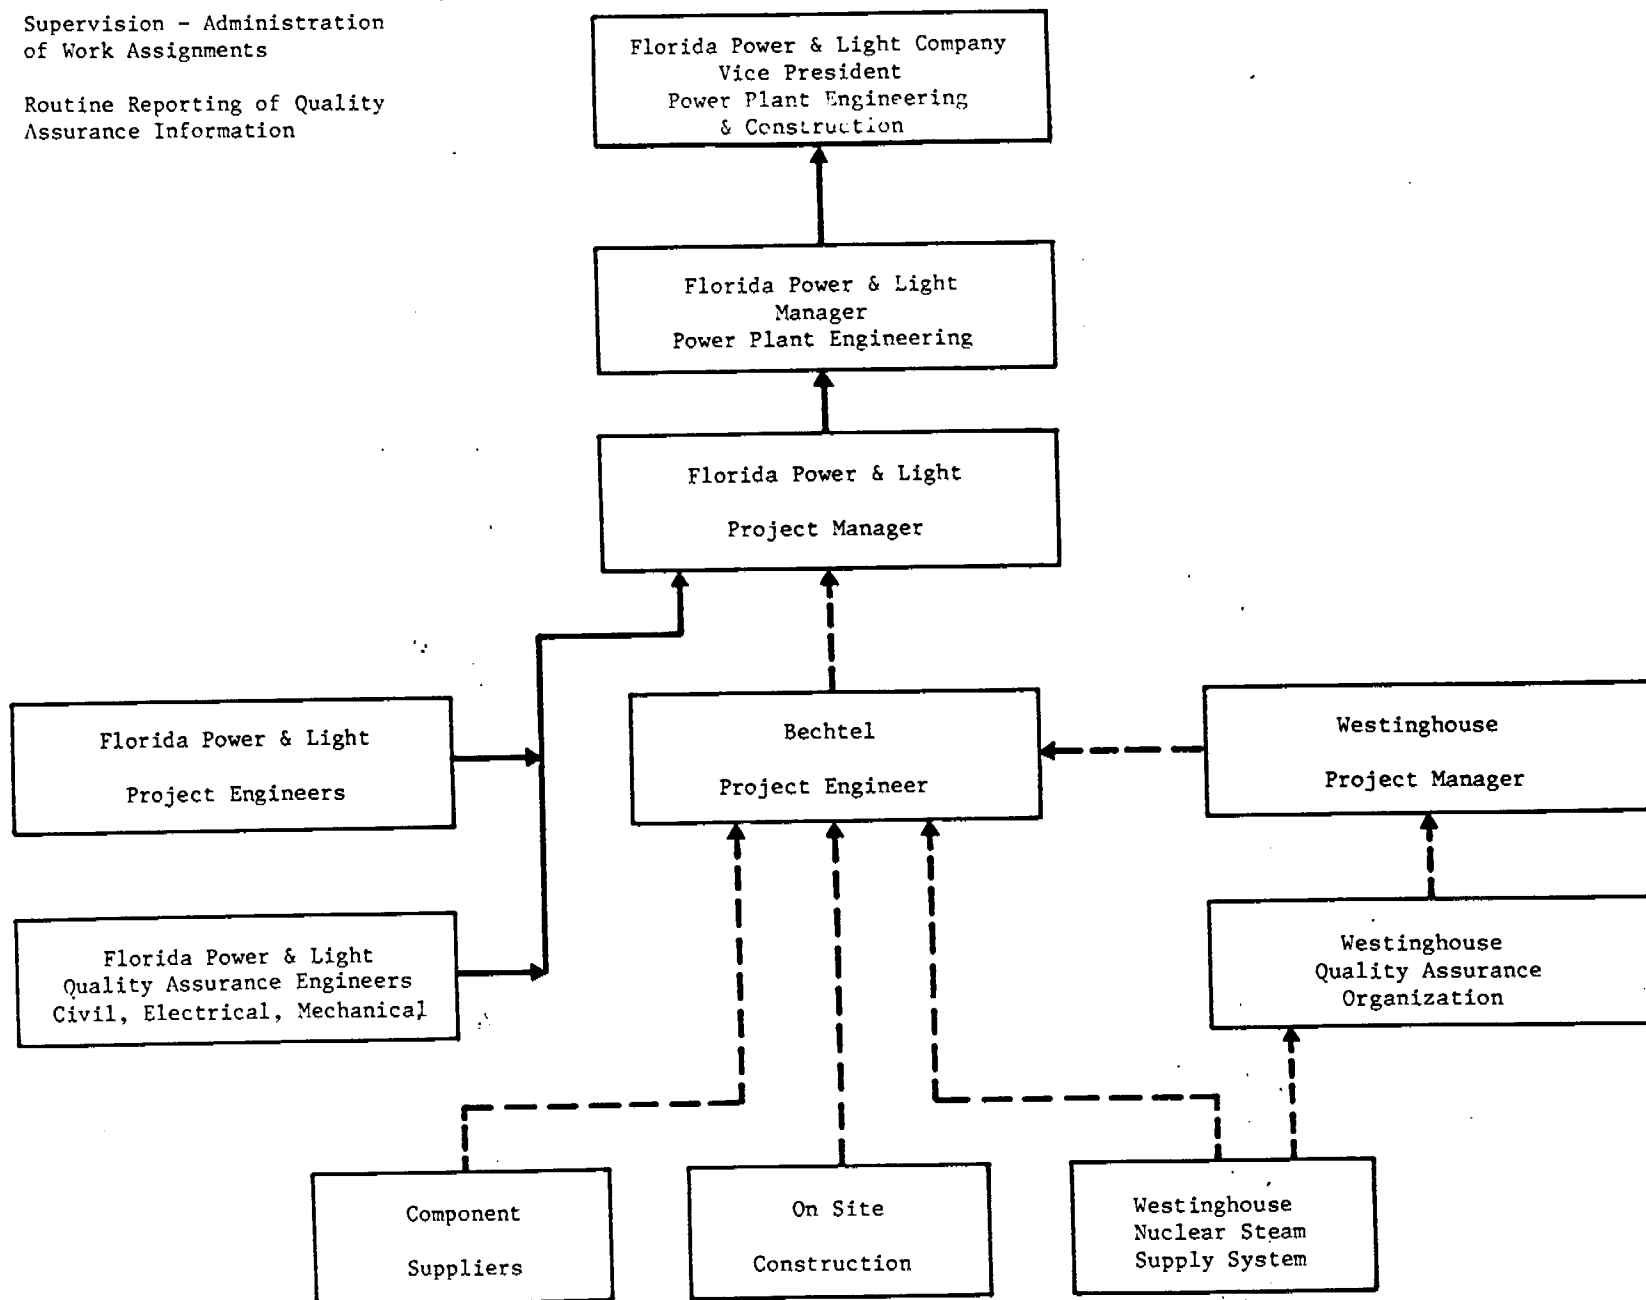 Supervision - Administration
of Work Assignments
Routine Reporting of Quality
Assurance Information
Florida Power & Light Company
Vice President
Power Plant Engineering
& Construction
Florida Power & Light
Manager
Power Plant Engineering
Florida Power & Light
Project Manager
Florida Power & Light
Project Engineers
Bechtel
Project Engineer
Westinghouse
Project Manager
Florida Power & Light
Quality Assurance Engineers
Civil, Electrical, Mechanical
Westinghouse
Quality Assurance
Organization
Component
Suppliers
On Site
Construction
Westinghouse
Nuclear Steam
Supply System